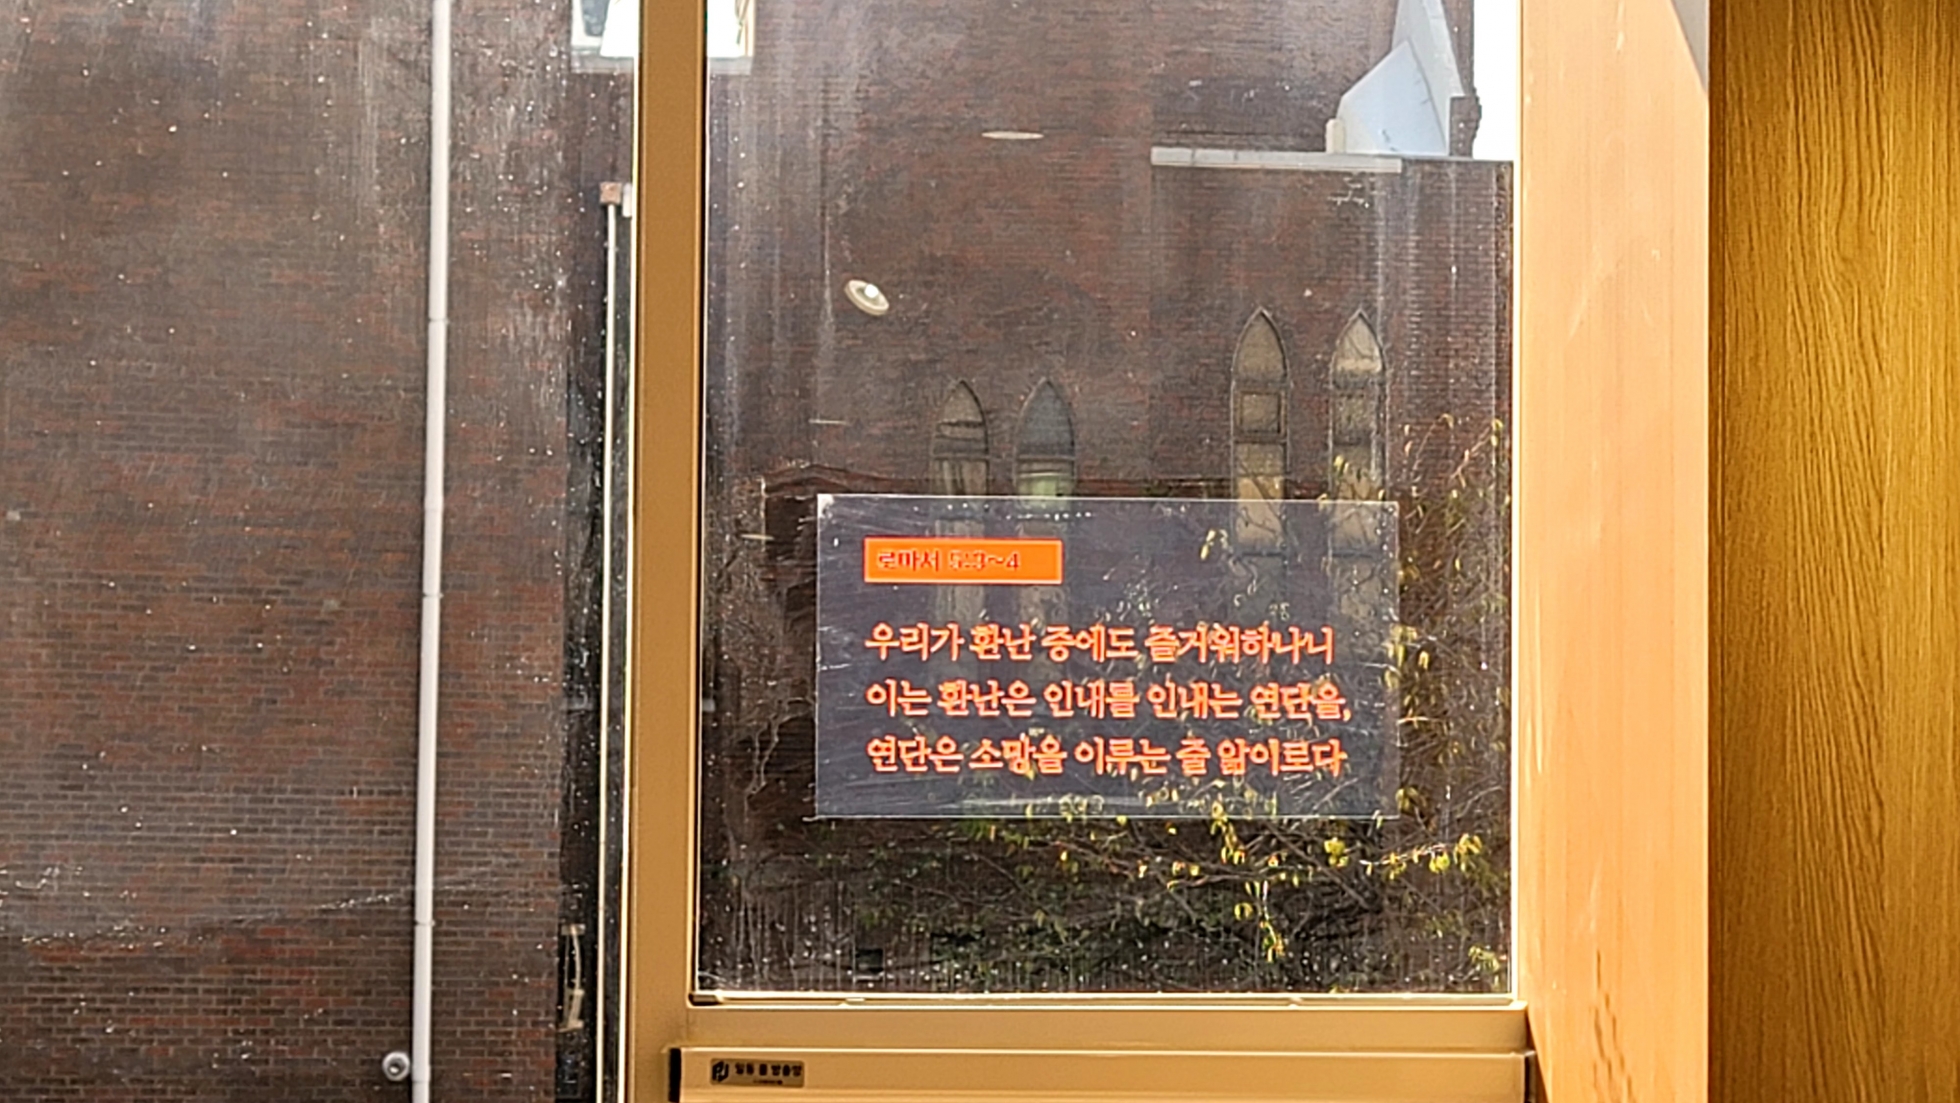 로마서 5:3~4
우리가 환난 중에도 즐거워하나니
이는 환난은 인내를 인내는 연단을,
연단은 소망을 이루는 줄 앎이로다